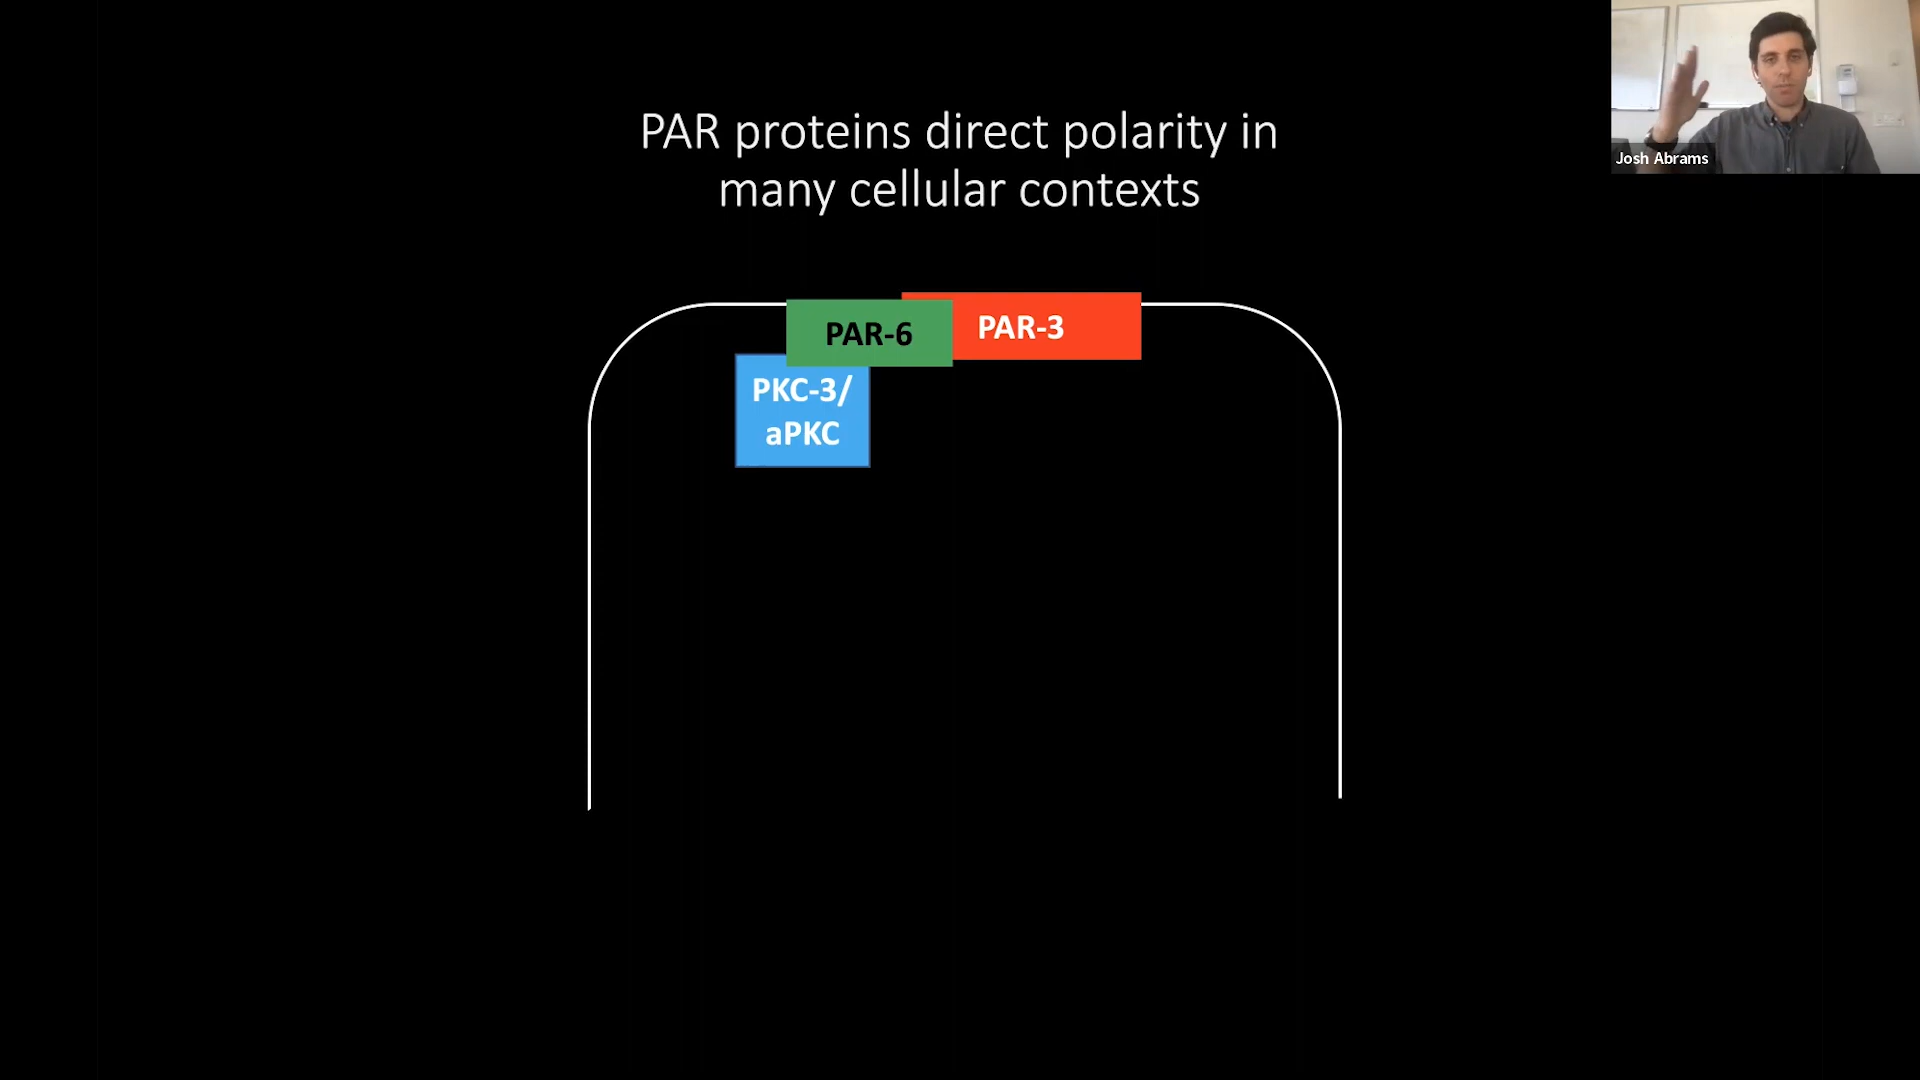 PAR proteins direct polarity in
many cellular contexts
PAR-6
PAR-3
PKC-3/
aPKC
Josh Abrams